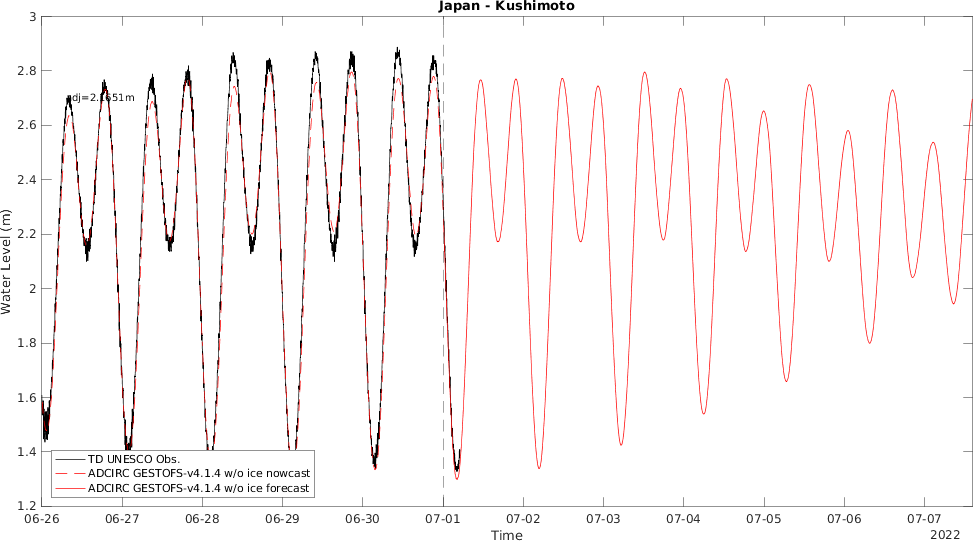 Japan - Kushimoto
Water Level (m)
3
2.8
2.6
2.4
2.2
2
1.8
1.6
1.4
1.2
TD UNESCO Obs.
ADCIRC GESTOFS-v4.1.4 w/o ice nowcast
ADCIRC GESTOFS-v4.1.4 w/o ice forecast
06-26 06-27 06-28 06-29 06-30 07-01 07-02 07-03 07-04 07-05 07-06 07-07
Time
2022